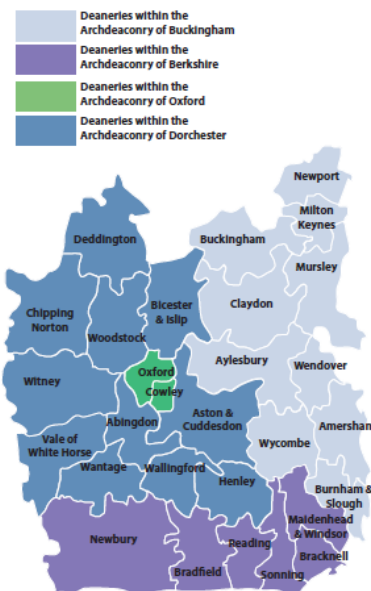 Deaneries within the
Archdeaconry of Buckingham
Deaneries within the
Archdeaconry of Berkshire
Deaneries within the
Archdeaconry of Oxford
Deaneries within the
Archdeaconry of Dorchester
Newport
Milton
Keynes
Deddington
Buckingham
Mursley
Claydon
Chipping
Norton
Bicester
& Islip
Woodstock
Aylesbury
Wendover
Oxford
Witney
Cowley
Abingdon
Aston &
Cuddesdon
Amersham
Vale of
White Horse
Wycombe
Wantage
Wallingford
Henley
Burnham &
Slough
Maidenhead
& Windsor
Newbury
Reading
Bracknell
Bradfield
Sonning